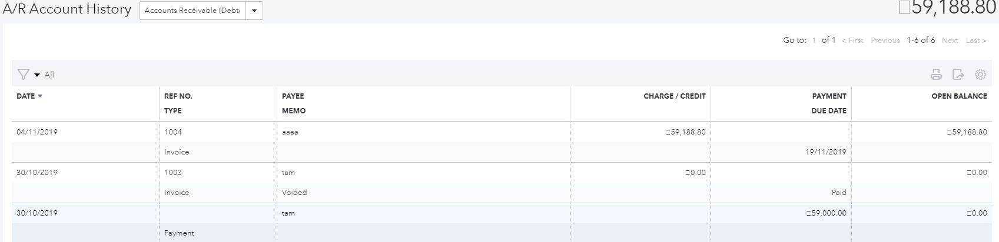 A/R Account History Accounts Receivable (Debt □59,188.80
Go to: 1 of 1 < First Previous 1-6 of 6 Next Last >
All
DATE REF NO. PAYEE CHARGE / CREDIT PAYMENT OPEN BALANCE
TYPE MEMO DUE DATE
04/11/2019 1004 aaaa □59,188.80 □59,188.80
Invoice 19/11/2019
30/10/2019 1003 tam □0.00 □0.00
Invoice Voided Paid
30/10/2019 tam □59,000.00 □0.00
Payment